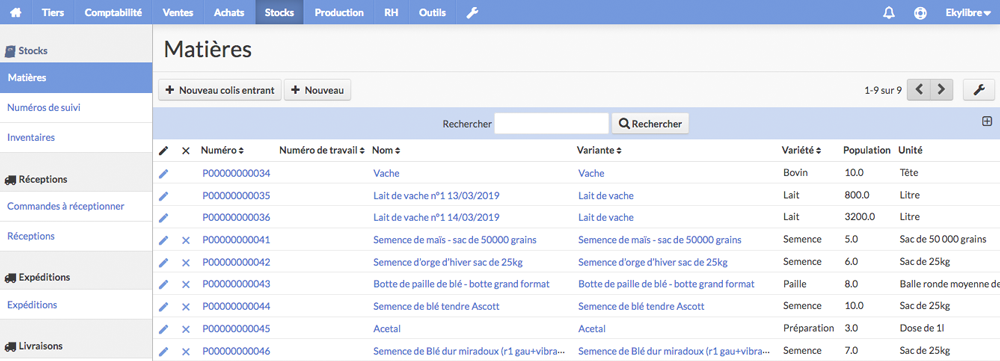 Tiers Comptabilité Ventes Achats Stocks Production RH Outils Ekylibre
Stocks
Matières
Numéros de suivi
Inventaires
Réceptions
Commandes à réceptionner
Réceptions
Expéditions
Expéditions
Livraisons
Matières
Nouveau colis entrant Nouveau 1-9 sur 9
Rechercher Rechercher
Numéro Numéro de travail Nom Variante Variété Population Unité
P00000000034 Vache Vache Bovin 10.0 Tête
P00000000035 Lait de vache n°1 13/03/2019 Lait de vache Lait 800.0 Litre
P00000000036 Lait de vache n°1 14/03/2019 Lait de vache Lait 3200.0 Litre
P00000000041 Semence de maïs - sac de 50000 grains Semence de maïs - sac de 50000 grains Semence 5.0 Sac de 50 000 grains
P00000000042 Semence d'orge d'hiver sac de 25kg Semence d'orge d'hiver sac de 25kg Semence 6.0 Sac de 25kg
P00000000043 Botte de paille de blé - botte grand format Botte de paille de blé - botte grand format Paille 8.0 Balle ronde moyenne de
P00000000044 Semence de blé tendre Ascott Semence de blé tendre Ascott Semence 10.0 Sac de 25kg
P00000000045 Acetal Acetal Préparation 3.0 Dose de 1l
P00000000046 Semence de Blé dur miradoux (r1 gau+vibra... Semence de Blé dur miradoux (r1 gau+vibra... Semence 7.0 Sac de 25kg